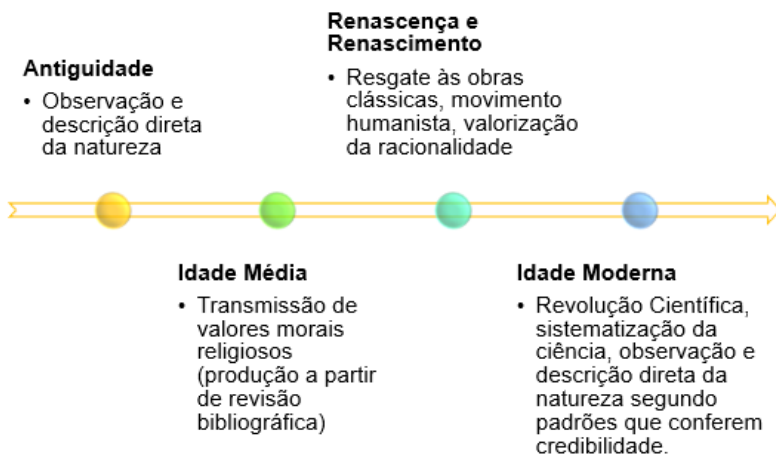 Antiguidade
• Observação e
descrição direta
da natureza
Idade Média
• Transmissão de
valores morais
religiosos
(produção a partir
de revisão
bibliográfica)
Renascença e
Renascimento
• Resgate às obras
clássicas, movimento
humanista, valorização
da racionalidade
Idade Moderna
• Revolução Científica,
sistematização da
ciência, observação e
descrição direta da
natureza segundo
padrões que conferem
credibilidade.